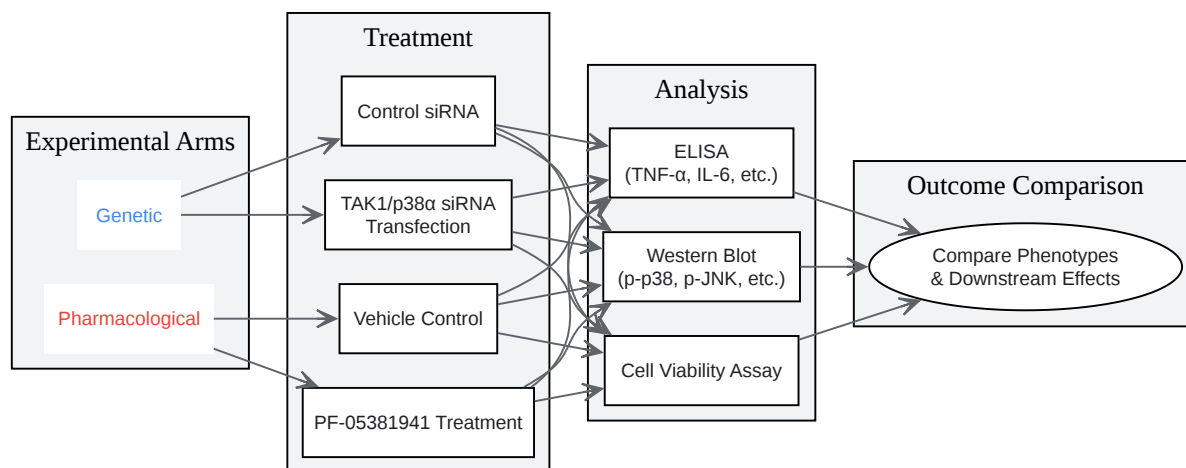 Experimental Arms
Genetic
Pharmacological
Treatment
Control siRNA
TAK1/p38α siRNA
Transfection
Vehicle Control
PF-05381941 Treatment
Analysis
ELISA
(TNF-α, IL-6, etc.)
Western Blot
(p-p38, p-JNK, etc.)
Cell Viability Assay
Outcome Comparison
Compare Phenotypes
& Downstream Effects